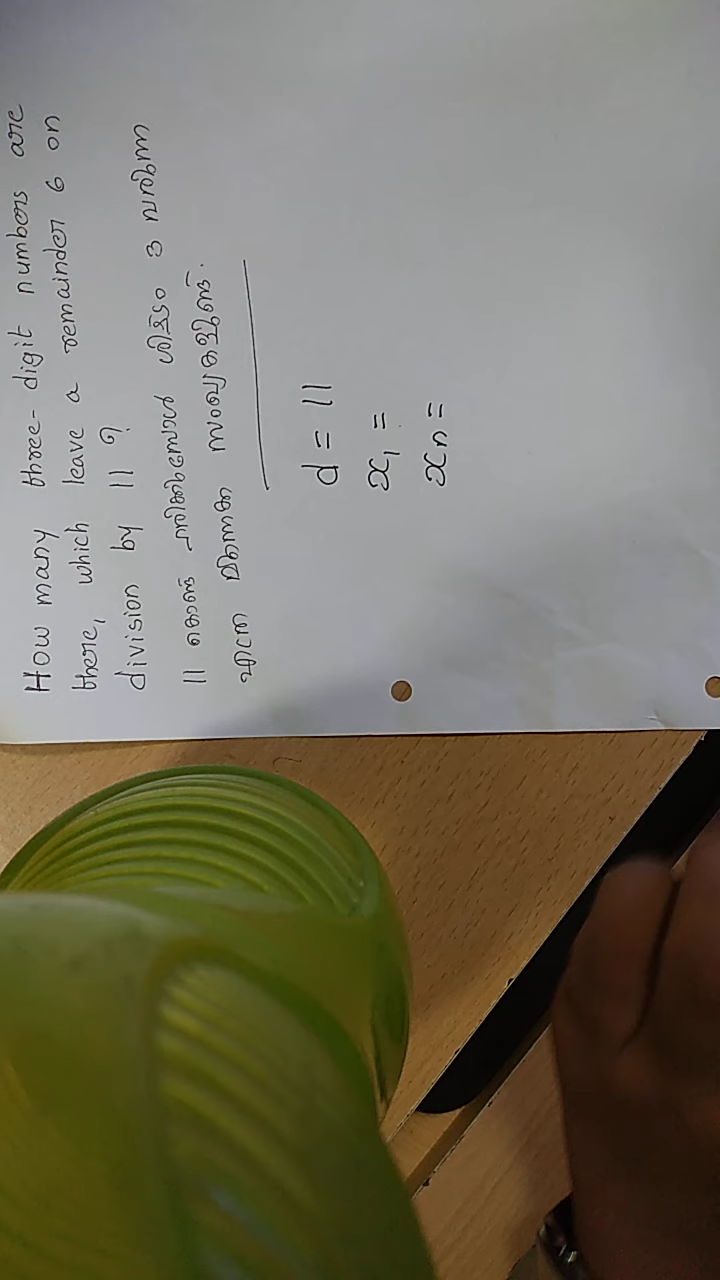 How many three-digit numbers are
there, which leave a remainder 6 on
division by 11 ?
11 കൊണ്ട് ഹരിക്കുമ്പോൾ ശിഷ്ടം 3 വരുന്ന
എത്ര മൂന്നക്ക സംഖ്യകളുണ്ട്.
d = 11
x₁ =
xn =